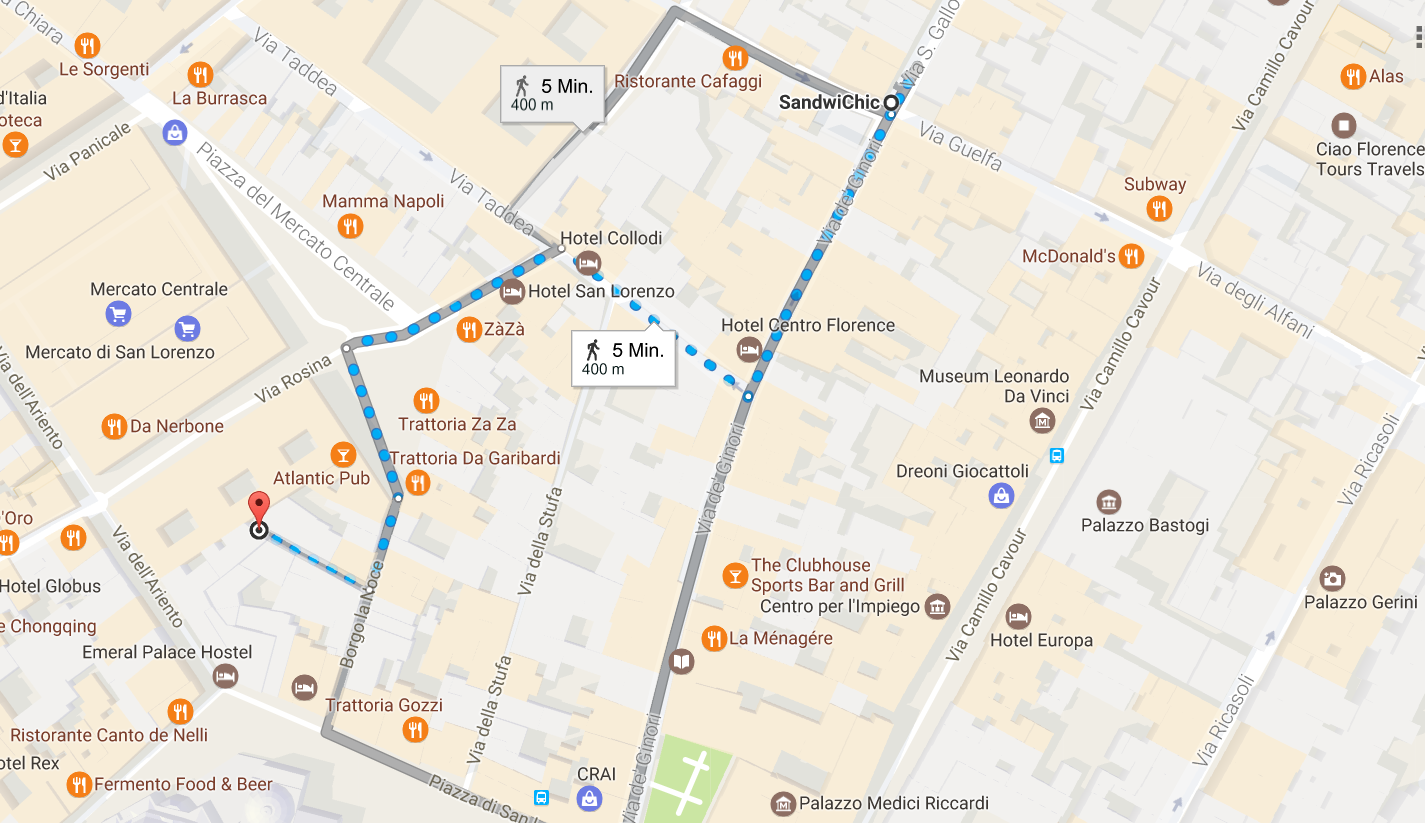 a Chiara
Le Sorgenti
La Burrasca
Via Taddea
d'Italia
oteca
Via Panicale
5 Min.
400 m
Ristorante Cafaggi
SandwiChic
Via S. Gallo
Via Camillo Cavour
Alas
Ciao Florence
Tours Travels
Via Guelfa
Subway
McDonald's
Via degli Alfani
Piazza del Mercato Centrale
Mamma Napoli
Via Taddea
Hotel Collodi
Hotel San Lorenzo
Via de' Ginori
Mercato Centrale
Mercato di San Lorenzo
ZàZà
5 Min.
400 m
Hotel Centro Florence
Via Camillo Cavour
Museum Leonardo
Da Vinci
Via Rosina
Via dell'Ariento
Da Nerbone
Trattoria Za Za
Trattoria Da Garibardi
Atlantic Pub
Via de' Ginori
Dreoni Giocattoli
Palazzo Bastogi
Via Ricasoli
'Oro
Via dell'Ariento
Hotel Globus
e Chongqing
Borgo la Noce
Via della Stufa
The Clubhouse
Sports Bar and Grill
Centro per l'Impiego
Via Camillo Cavour
Palazzo Gerini
La Ménagére
Hotel Europa
Emeral Palace Hostel
Trattoria Gozzi
Via della Stufa
Via de' Ginori
Via Ricasoli
Ristorante Canto de Nelli
otel Rex
Fermento Food & Beer
Piazza di San L
CRAI
Palazzo Medici Riccardi